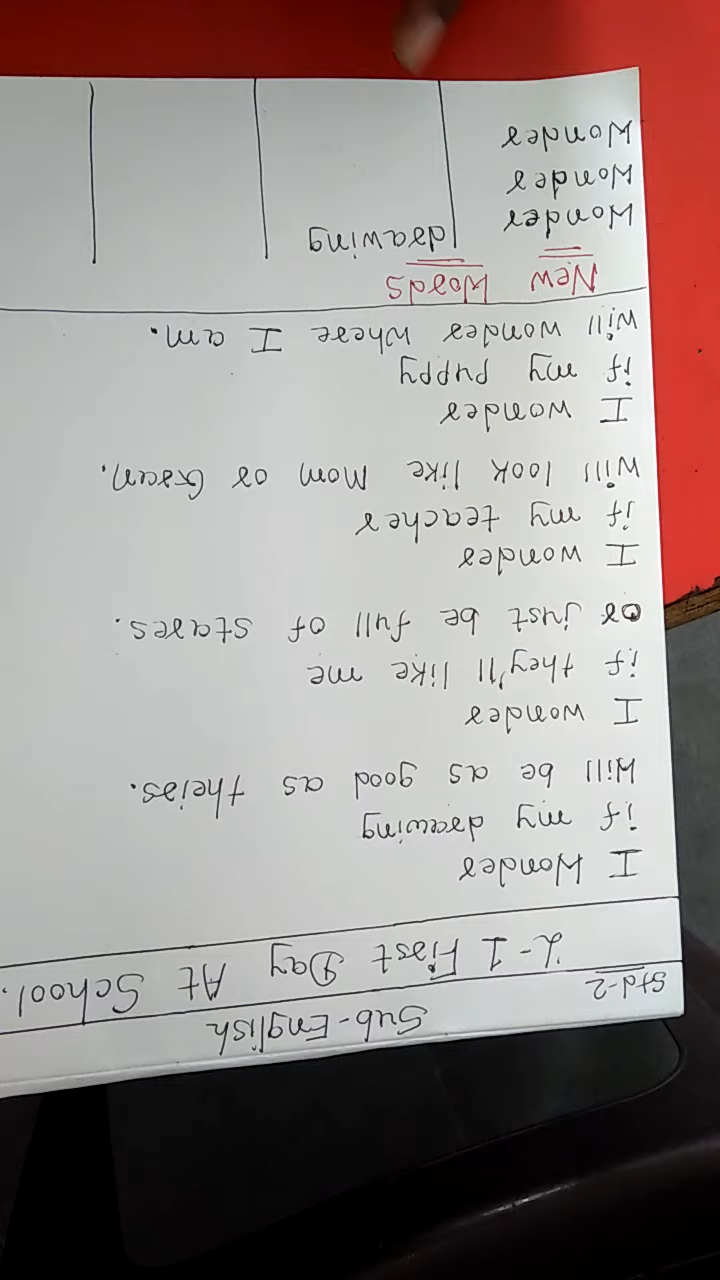 Sub-English
Std-2
L-1 First Day At School.
I Wonder
if my drawing
Will be as good as theirs.
I wonder
if they'll like me
or just be full of stares.
I wonder
if my teacher
will look like Mom or Gram.
I wonder
if my puppy
will wonder where I am.
New Words
Wonder drawing
Wonder
Wonder